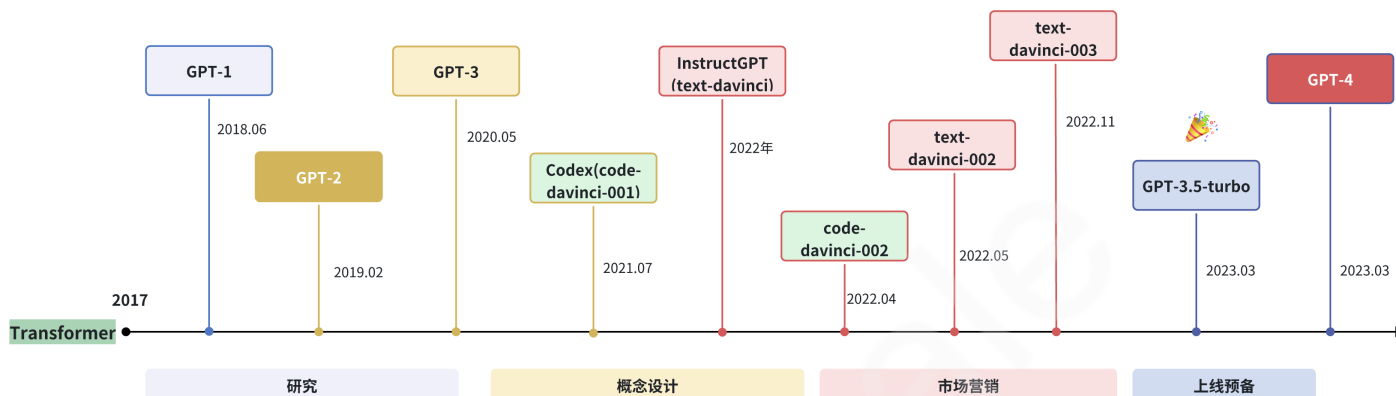 GPT-1
2018.06
GPT-2
2019.02
GPT-3
2020.05
Codex(code-
davinci-001)
2021.07
InstructGPT
(text-davinci)
2022年
code-
davinci-002
2022.04
text-
davinci-002
2022.05
text-
davinci-003
2022.11
GPT-3.5-turbo
2023.03
GPT-4
2023.03
2017
Transformer
研究
概念设计
市场营销
上线预备